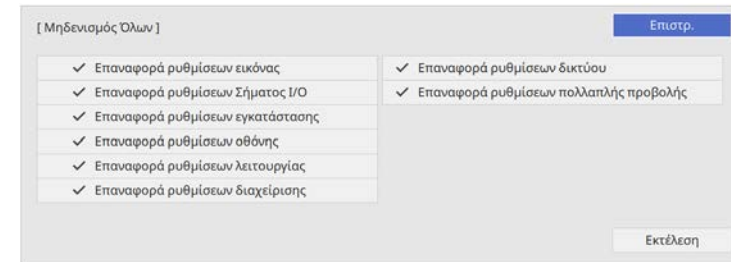 [ Μηδενισμός Όλων ]
Επιστρ.
Επαναφορά ρυθμίσεων εικόνας
Επαναφορά ρυθμίσεων Σήματος I/O
Επαναφορά ρυθμίσεων εγκατάστασης
Επαναφορά ρυθμίσεων οθόνης
Επαναφορά ρυθμίσεων λειτουργίας
Επαναφορά ρυθμίσεων διαχείρισης
Επαναφορά ρυθμίσεων δικτύου
Επαναφορά ρυθμίσεων πολλαπλής προβολής
Εκτέλεση